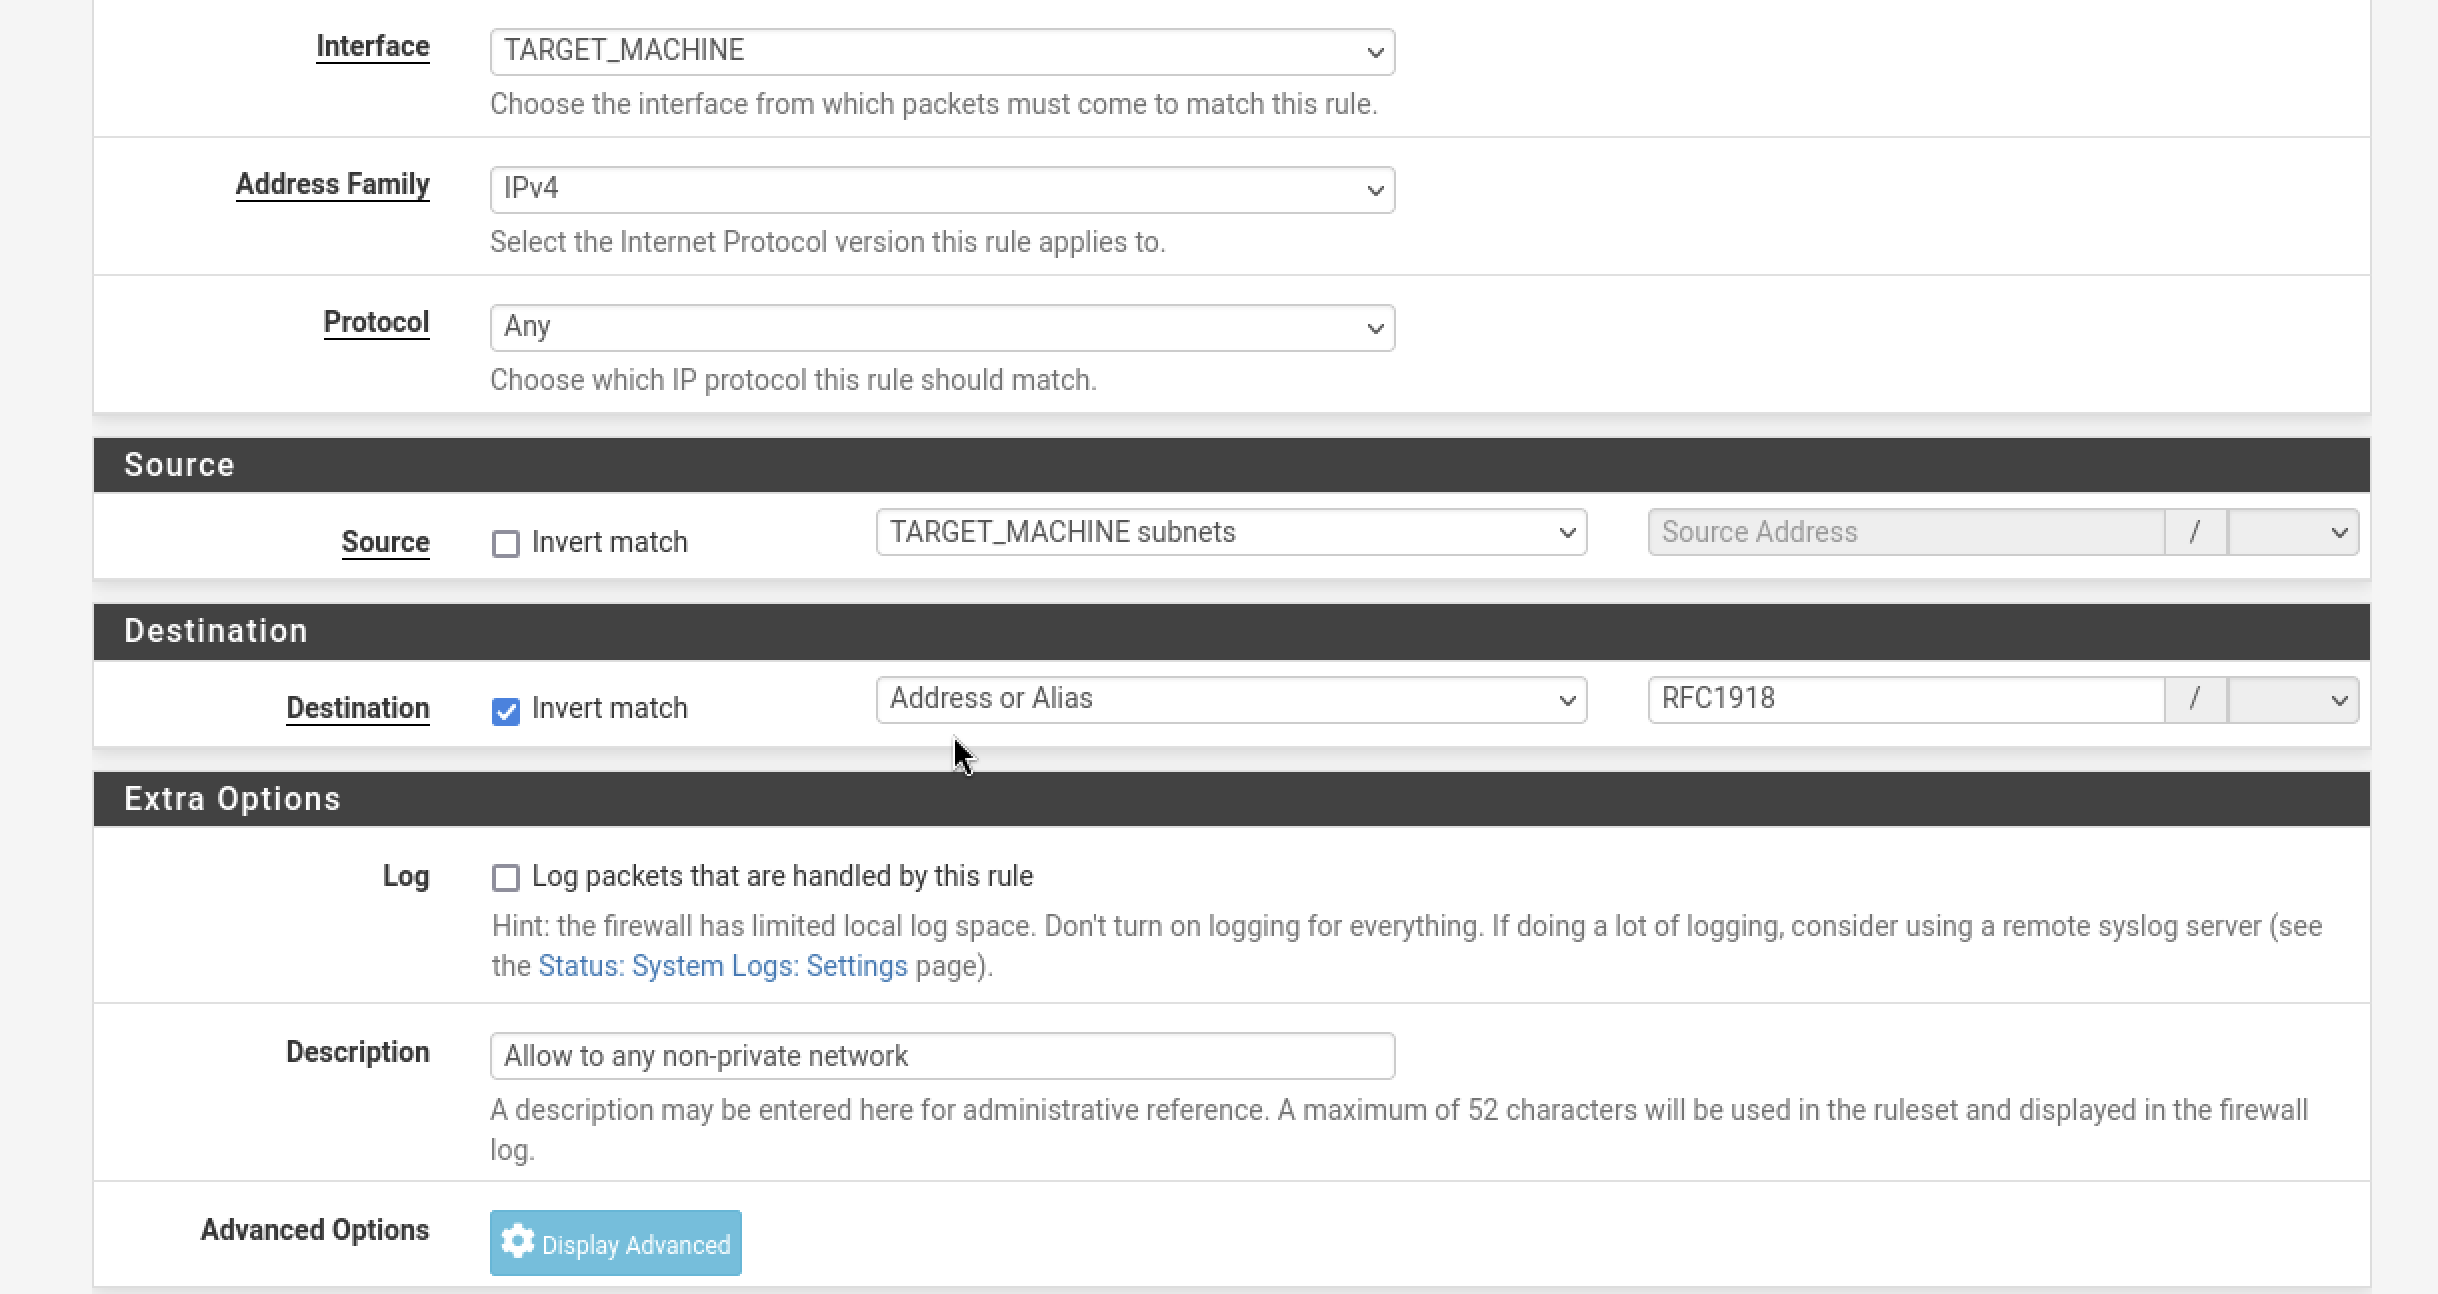 Interface
TARGET_MACHINE
Choose the interface from which packets must come to match this rule.
Address Family
IPv4
Select the Internet Protocol version this rule applies to.
Protocol
Any
Choose which IP protocol this rule should match.
Source
Source Invert match TARGET_MACHINE subnets Source Address /
Destination
Destination Invert match Address or Alias RFC1918 /
Extra Options
Log Log packets that are handled by this rule
Hint: the firewall has limited local log space. Don't turn on logging for everything. If doing a lot of logging, consider using a remote syslog server (see
the Status: System Logs: Settings page).
Description Allow to any non-private network
A description may be entered here for administrative reference. A maximum of 52 characters will be used in the ruleset and displayed in the firewall
log.
Advanced Options Display Advanced